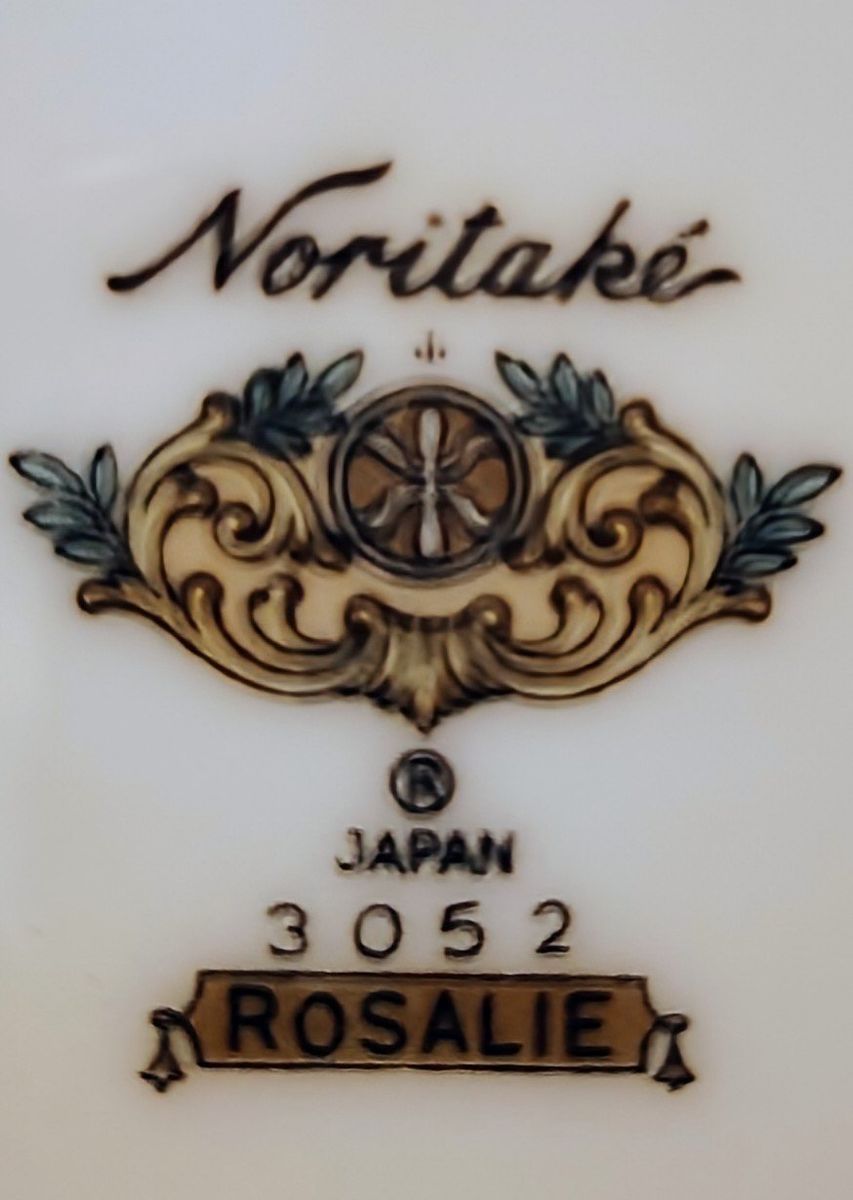 Noritaké
®
JAPAN
3052
ROSALIE